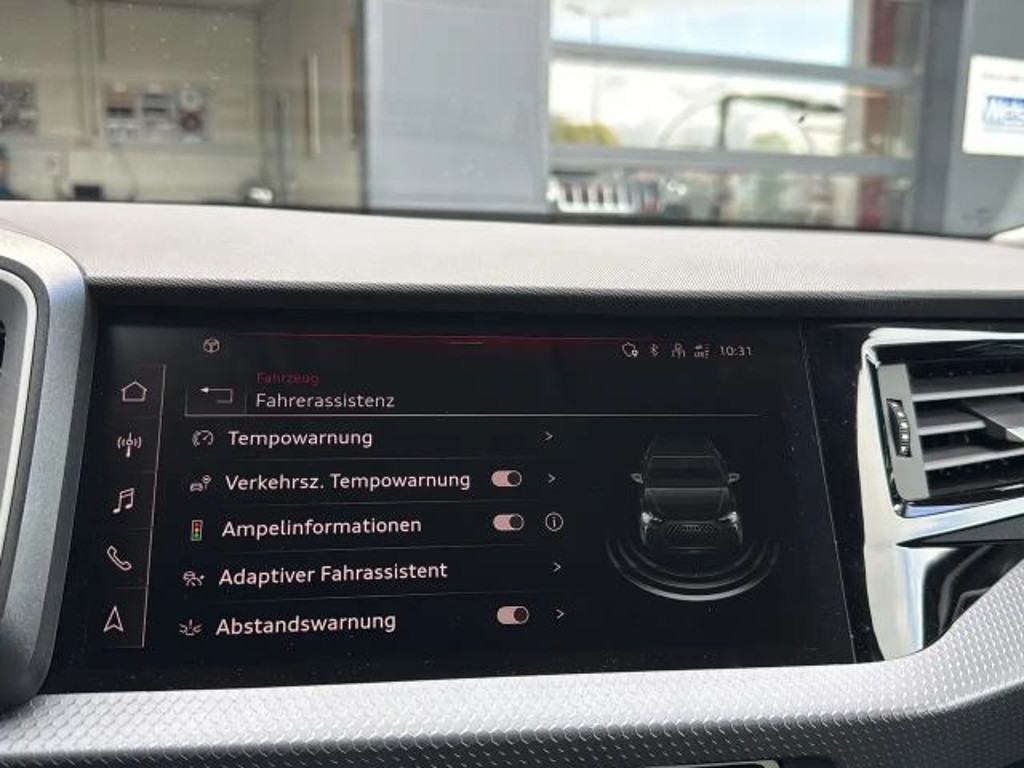 10:31
Fahrzeug
Fahrerassistenz
Tempowarnung
Verkehrsz. Tempowarnung
Ampelinformationen
Adaptiver Fahrassistent
Abstandswarnung